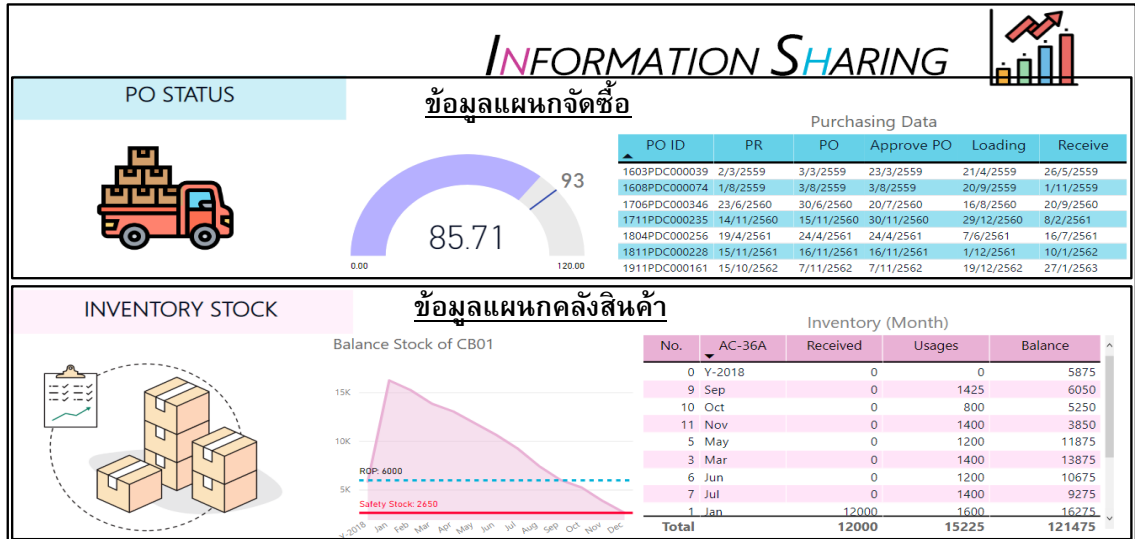 INFORMATION SHARING
PO STATUS
ข้อมูลแผนกจัดซื้อ
93
85.71
0.00
120.00
Purchasing Data
PO ID PR PO Approve PO Loading Receive
1603PDC000039 2/3/2559 3/3/2559 23/3/2559 21/4/2559 26/5/2559
1608PDC000074 1/8/2559 3/8/2559 3/8/2559 20/9/2559 1/11/2559
1706PDC000346 23/6/2560 30/6/2560 20/7/2560 16/8/2560 20/9/2560
1711PDC000235 14/11/2560 15/11/2560 30/11/2560 29/12/2560 8/2/2561
1804PDC000256 19/4/2561 24/4/2561 24/4/2561 7/6/2561 16/7/2561
1811PDC000228 15/11/2561 16/11/2561 16/11/2561 1/12/2561 10/1/2562
1911PDC000161 15/10/2562 7/11/2562 7/11/2562 19/12/2562 27/1/2563
INVENTORY STOCK
ข้อมูลแผนกคลังสินค้า
Balance Stock of CB01
15K
10K
5K
ROP: 6000
Safety Stock: 2650
Y-2018 Jan Feb Mar Apr May Jun Jul Aug Sep Oct Nov Dec
Inventory (Month)
No. AC-36A Received Usages Balance
0 Y-2018 0 0 5875
9 Sep 0 1425 6050
10 Oct 0 800 5250
11 Nov 0 1400 3850
5 May 0 1200 11875
3 Mar 0 1400 13875
6 Jun 0 1200 10675
7 Jul 0 1400 9275
1 Jan 12000 1600 16275
Total 12000 15225 121475